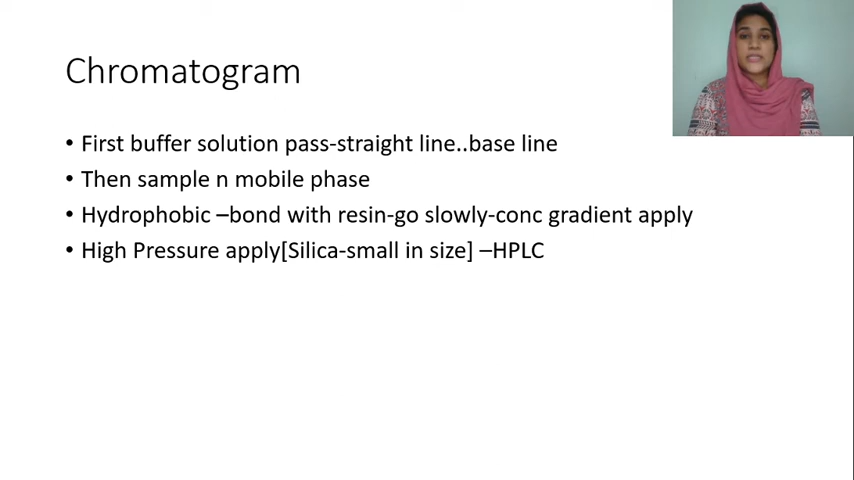 Chromatogram
• First buffer solution pass-straight line..base line
• Then sample n mobile phase
• Hydrophobic –bond with resin-go slowly-conc gradient apply
• High Pressure apply[Silica-small in size] –HPLC